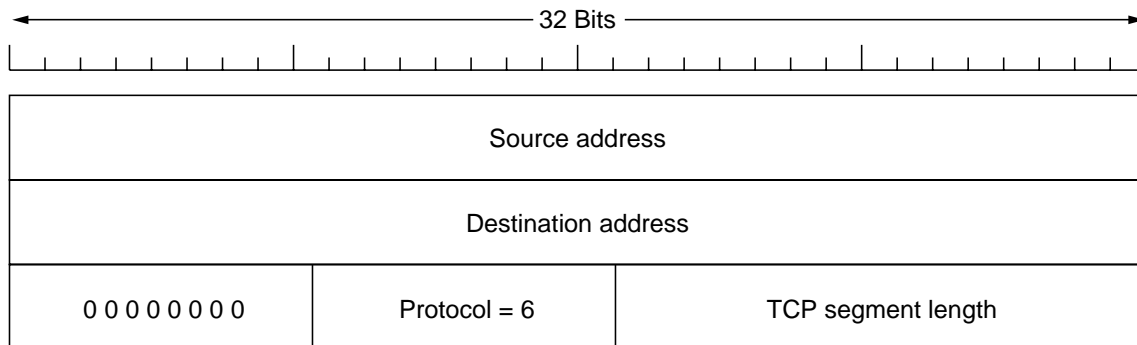 32 Bits
Source address
Destination address
0 0 0 0 0 0 0 0 Protocol = 6 TCP segment length